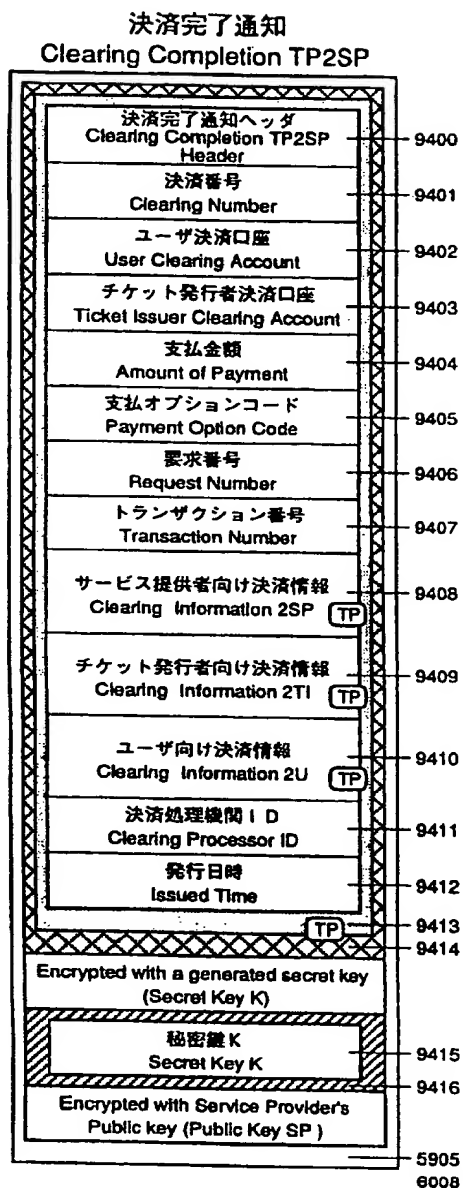 決済完了通知
Clearing Completion TP2SP
決済完了通知ヘッダ
Clearing Completion TP2SP
Header
9400
決済番号
Clearing Number
9401
ユーザ決済口座
User Clearing Account
9402
チケット発行者決済口座
Ticket Issuer Clearing Account
9403
支払金額
Amount of Payment
9404
支払オプションコード
Payment Option Code
9405
要求番号
Request Number
9406
トランザクション番号
Transaction Number
9407
サービス提供者向け決済情報
Clearing Information 2SP
TP
9408
チケット発行者向け決済情報
Clearing Information 2TI
TP
9409
ユーザ向け決済情報
Clearing Information 2U
TP
9410
決済処理機関ID
Clearing Processor ID
9411
発行日時
Issued Time
9412
TP
9413
9414
Encrypted with a generated secret key
(Secret Key K)
秘密鍵K
Secret Key K
9415
9416
Encrypted with Service Provider's
Public key (Public Key SP )
5905
6008